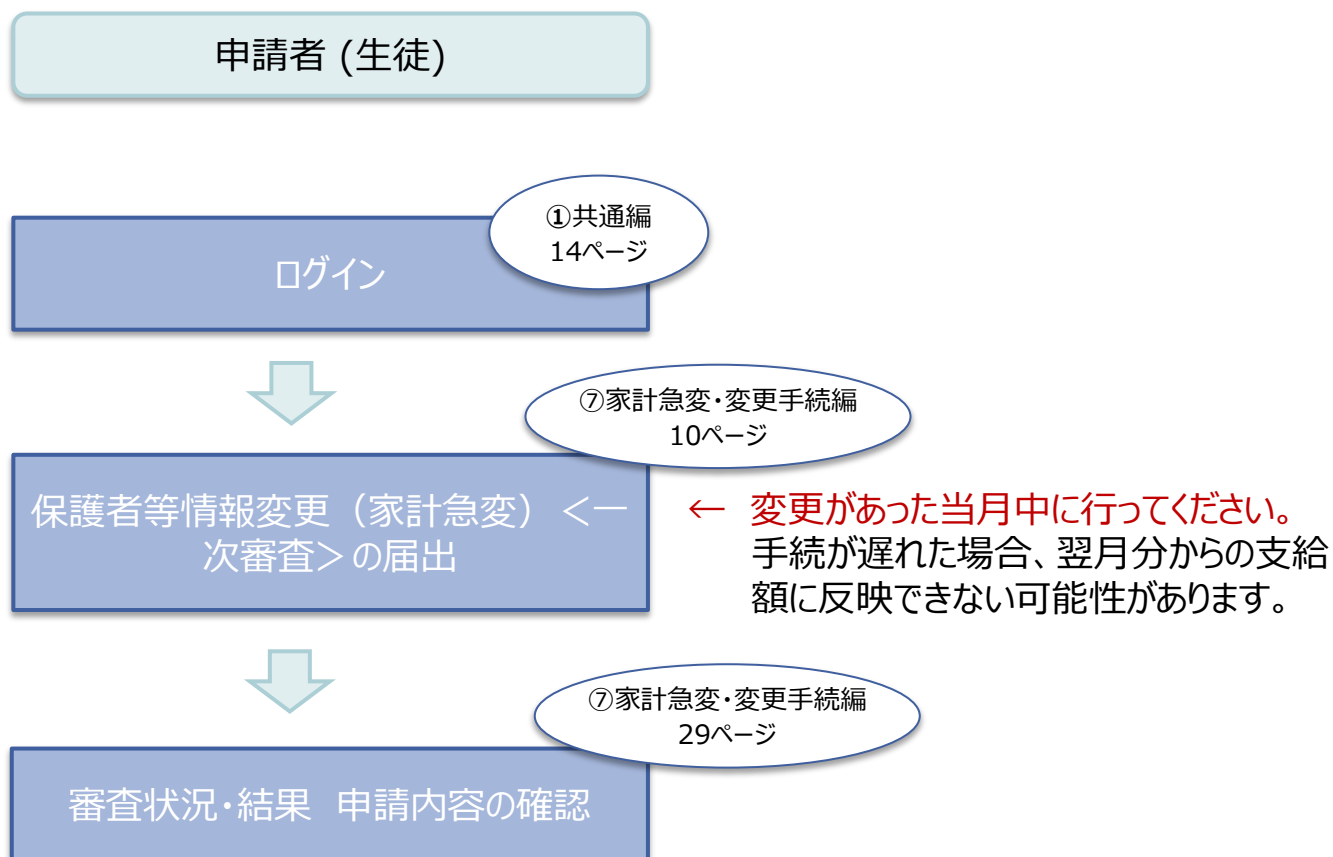 申請者 (生徒)
①共通編
14ページ
ログイン
⑦家計急変・変更手続編
10ページ
保護者等情報変更（家計急変）＜一
次審査＞の届出
← 変更があった当月中に行ってください。
手続が遅れた場合、翌月分からの支給
額に反映できない可能性があります。
⑦家計急変・変更手続編
29ページ
審査状況・結果　申請内容の確認